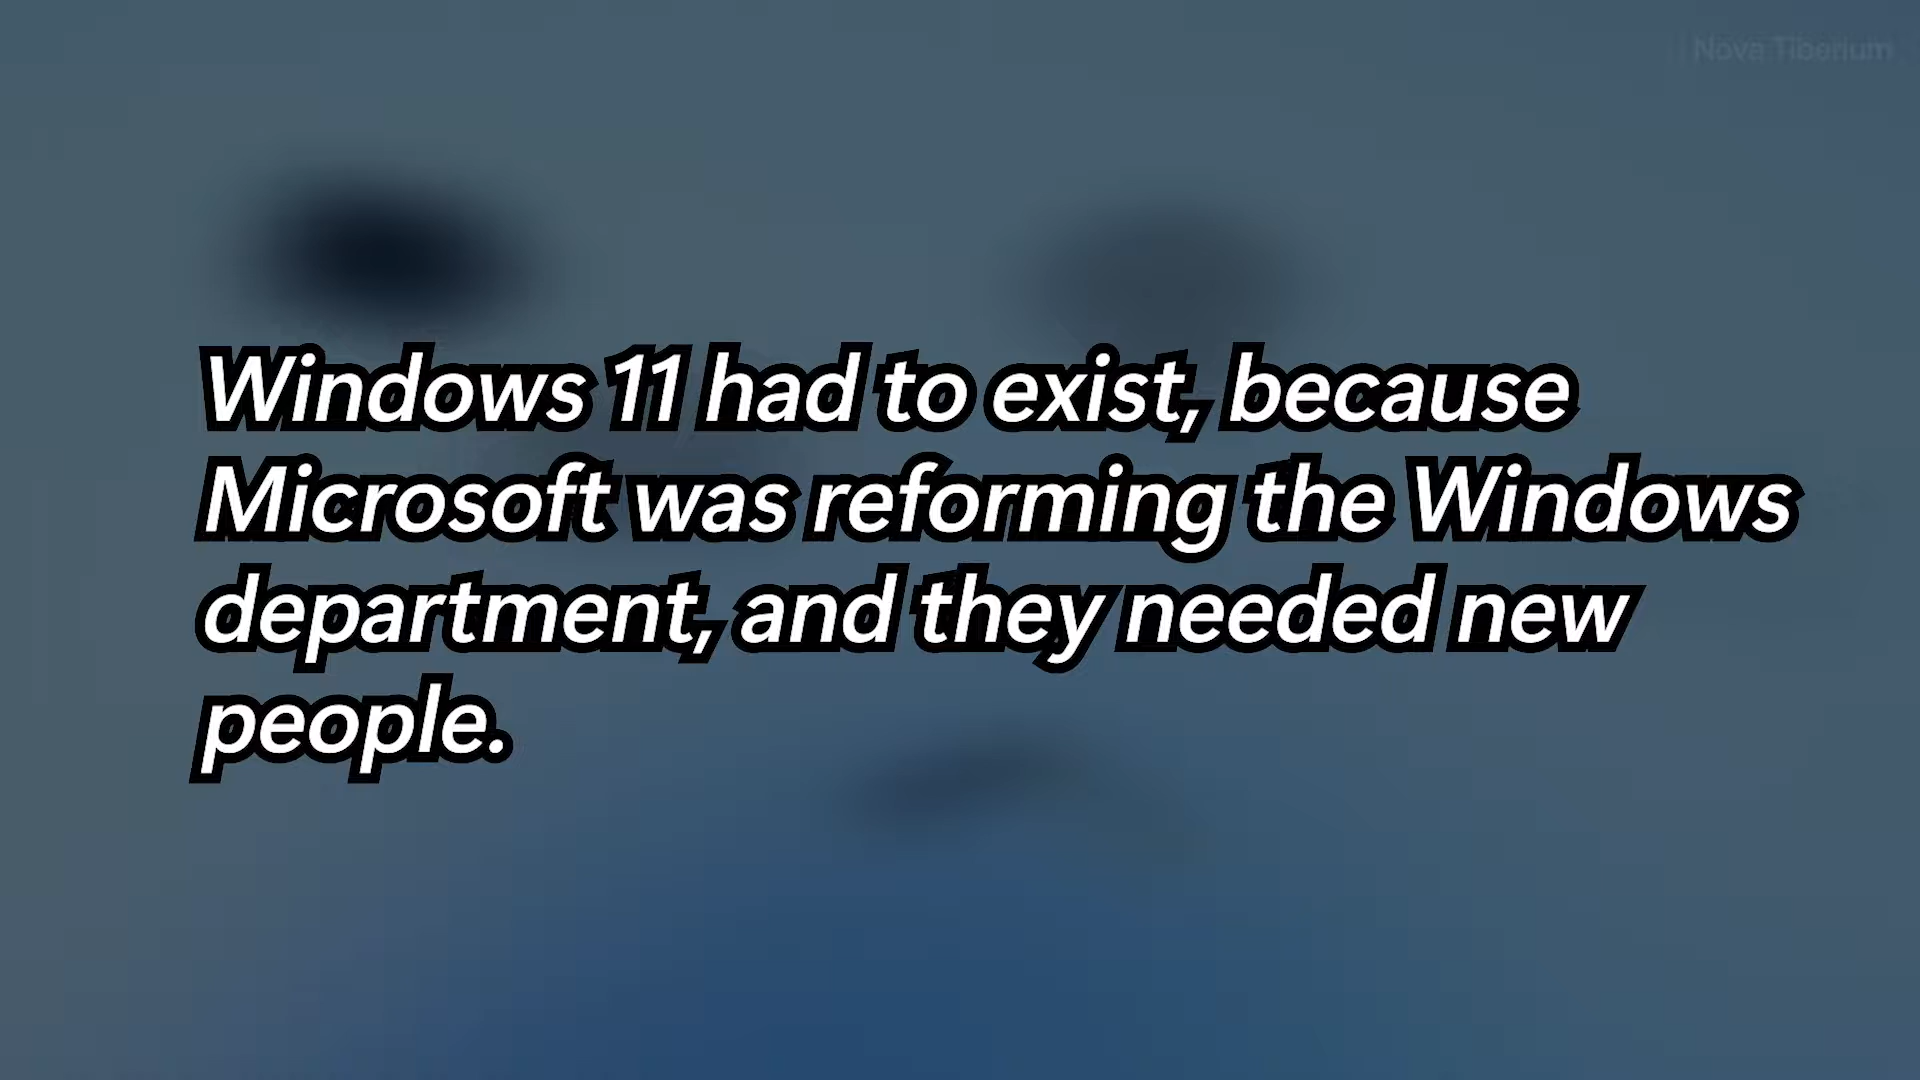 Nova Tiberium
Windows 11 had to exist, because
Microsoft was reforming the Windows
department, and they needed new
people.